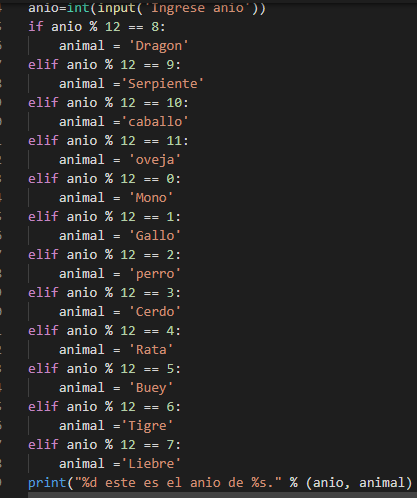 anio=int(input('Ingrese anio'))
if anio % 12 == 8:
    animal = 'Dragon'
elif anio % 12 == 9:
    animal ='Serpiente'
elif anio % 12 == 10:
    animal ='caballo'
elif anio % 12 == 11:
    animal = 'oveja'
elif anio % 12 == 0:
    animal = 'Mono'
elif anio % 12 == 1:
    animal = 'Gallo'
elif anio % 12 == 2:
    animal = 'perro'
elif anio % 12 == 3:
    animal = 'Cerdo'
elif anio % 12 == 4:
    animal = 'Rata'
elif anio % 12 == 5:
    animal = 'Buey'
elif anio % 12 == 6:
    animal ='Tigre'
elif anio % 12 == 7:
    animal ='Liebre'
print("%d este es el anio de %s." % (anio, animal)